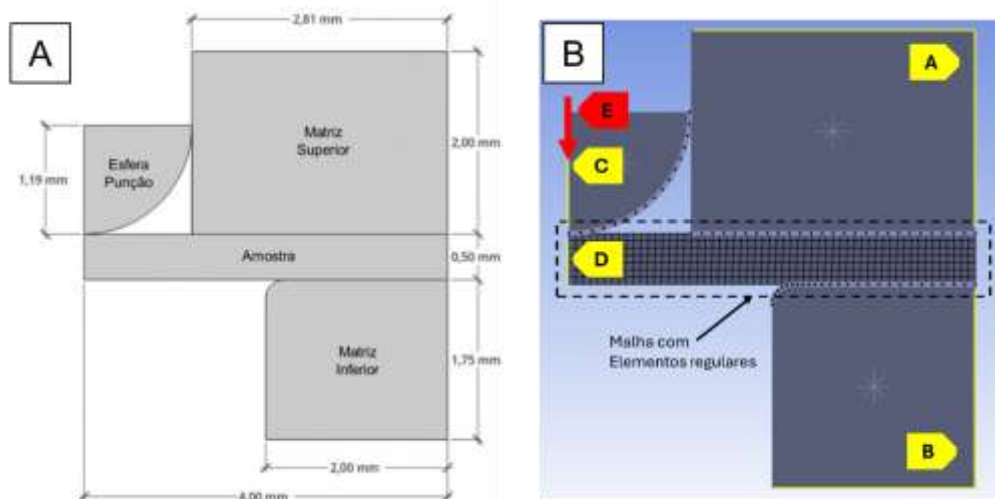 A
2,81 mm
Matriz
Superior
2,00 mm
Esfera
Punção
1,19 mm
Amostra
0,50 mm
Matriz
Inferior
1,75 mm
2,00 mm
4,00 mm
B
A
E
C
D
Malha com
Elementos regulares
B